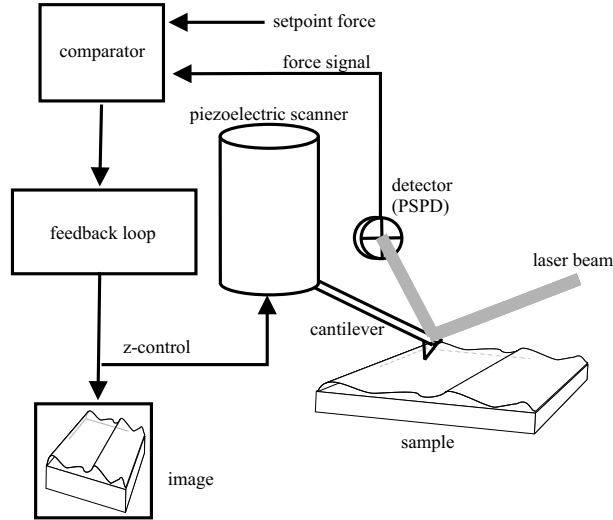 setpoint force
comparator
force signal
piezoelectric scanner
detector
(PSPD)
feedback loop
laser beam
cantilever
z-control
sample
image